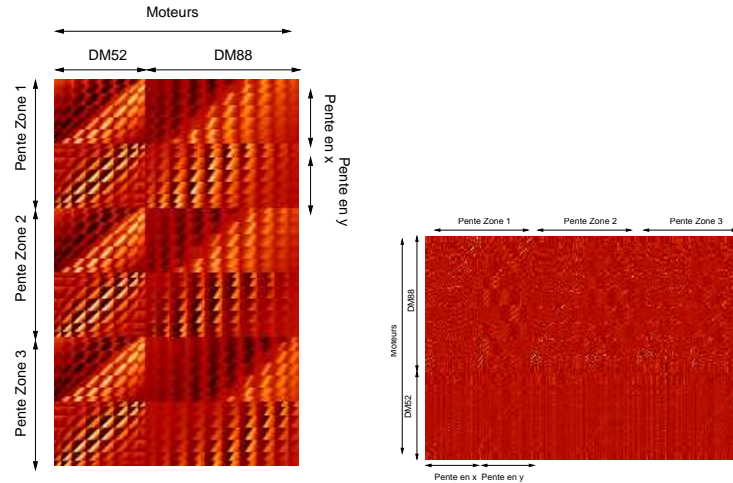 Moteurs
DM52
DM88
Pente Zone 1
Pente Zone 2
Pente Zone 3
Pente en x
Pente en y
Pente Zone 1
Pente Zone 2
Pente Zone 3
Moteurs
DM88
DM52
Pente en x
Pente en y